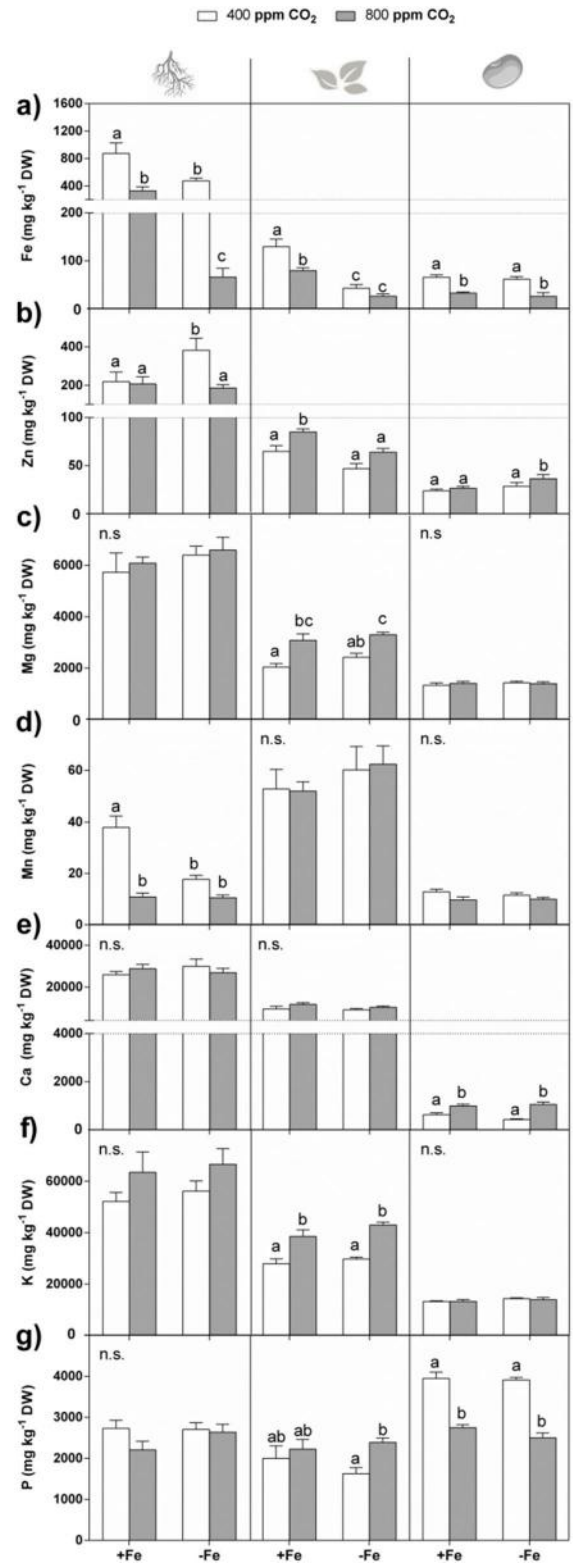 400 ppm CO2 800 ppm CO2
a)
Fe (mg kg-1 DW)
1600
1200
800
400
200
100
0
a b b c
a b c c
a b a b
b)
Zn (mg kg-1 DW)
400
200
100
50
0
a a b a
a b a a
a a a b
c)
Mg (mg kg-1 DW)
6000
4000
2000
0
n.s
a bc ab c
n.s
d)
Mn (mg kg-1 DW)
60
40
20
0
a b b b
n.s.
n.s.
e)
Ca (mg kg-1 DW)
40000
20000
4000
2000
0
n.s.
n.s.
a b a b
f)
K (mg kg-1 DW)
60000
40000
20000
0
n.s.
a b a b
n.s.
g)
P (mg kg-1 DW)
4000
3000
2000
1000
0
n.s.
ab ab a b
a b a b
+Fe -Fe +Fe -Fe +Fe -Fe